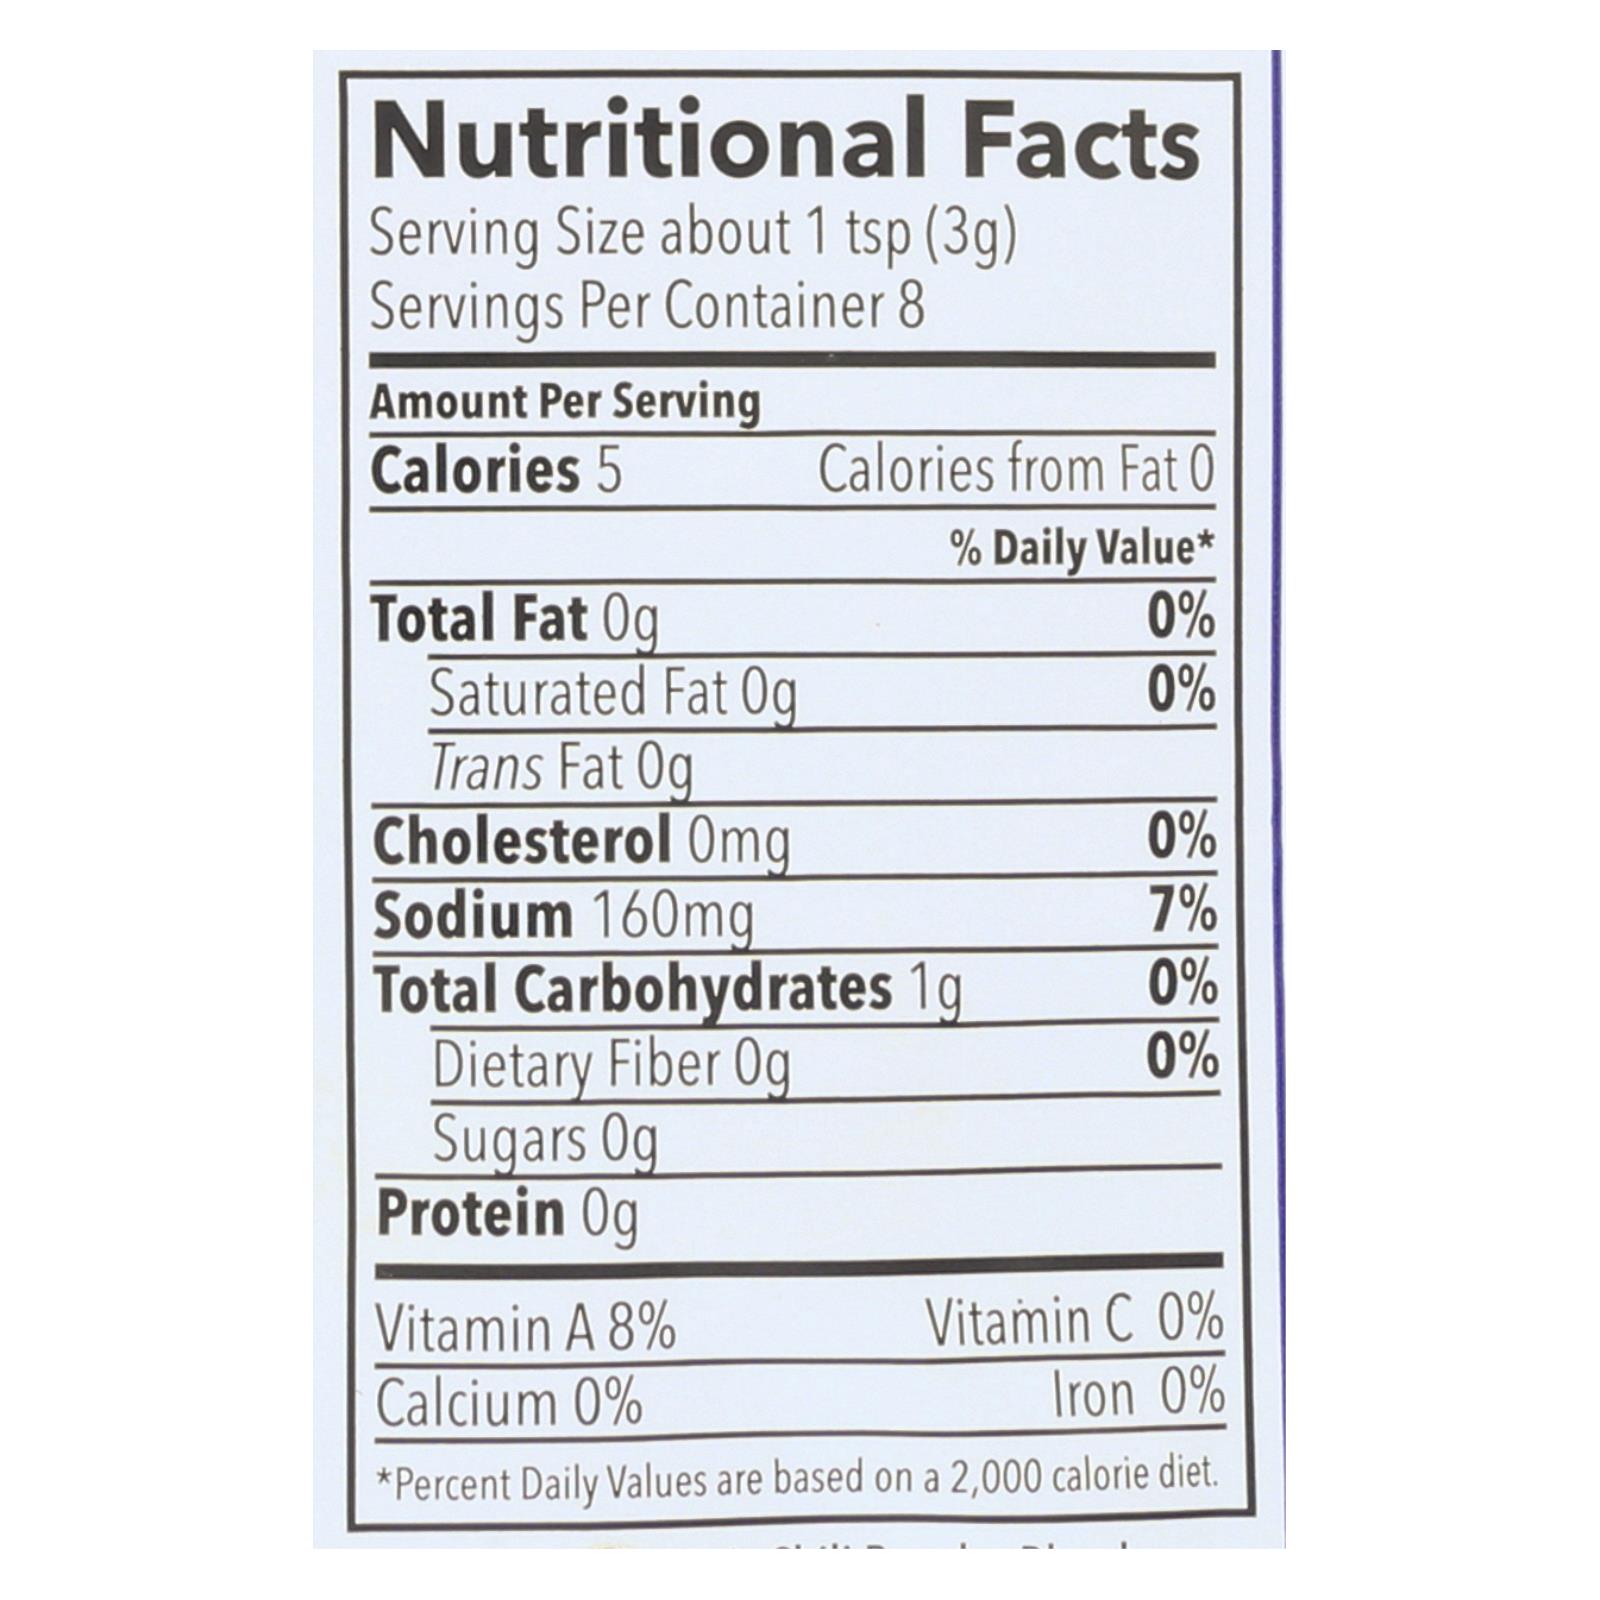 Nutritional Facts
Serving Size about 1 tsp (3g)
Servings Per Container 8
Amount Per Serving
Calories 5 Calories from Fat 0
% Daily Value*
Total Fat 0g 0%
Saturated Fat 0g 0%
Trans Fat 0g
Cholesterol 0mg 0%
Sodium 160mg 7%
Total Carbohydrates 1g 0%
Dietary Fiber 0g 0%
Sugars 0g
Protein 0g
Vitamin A 8% Vitamin C 0%
Calcium 0% Iron 0%
*Percent Daily Values are based on a 2,000 calorie diet.